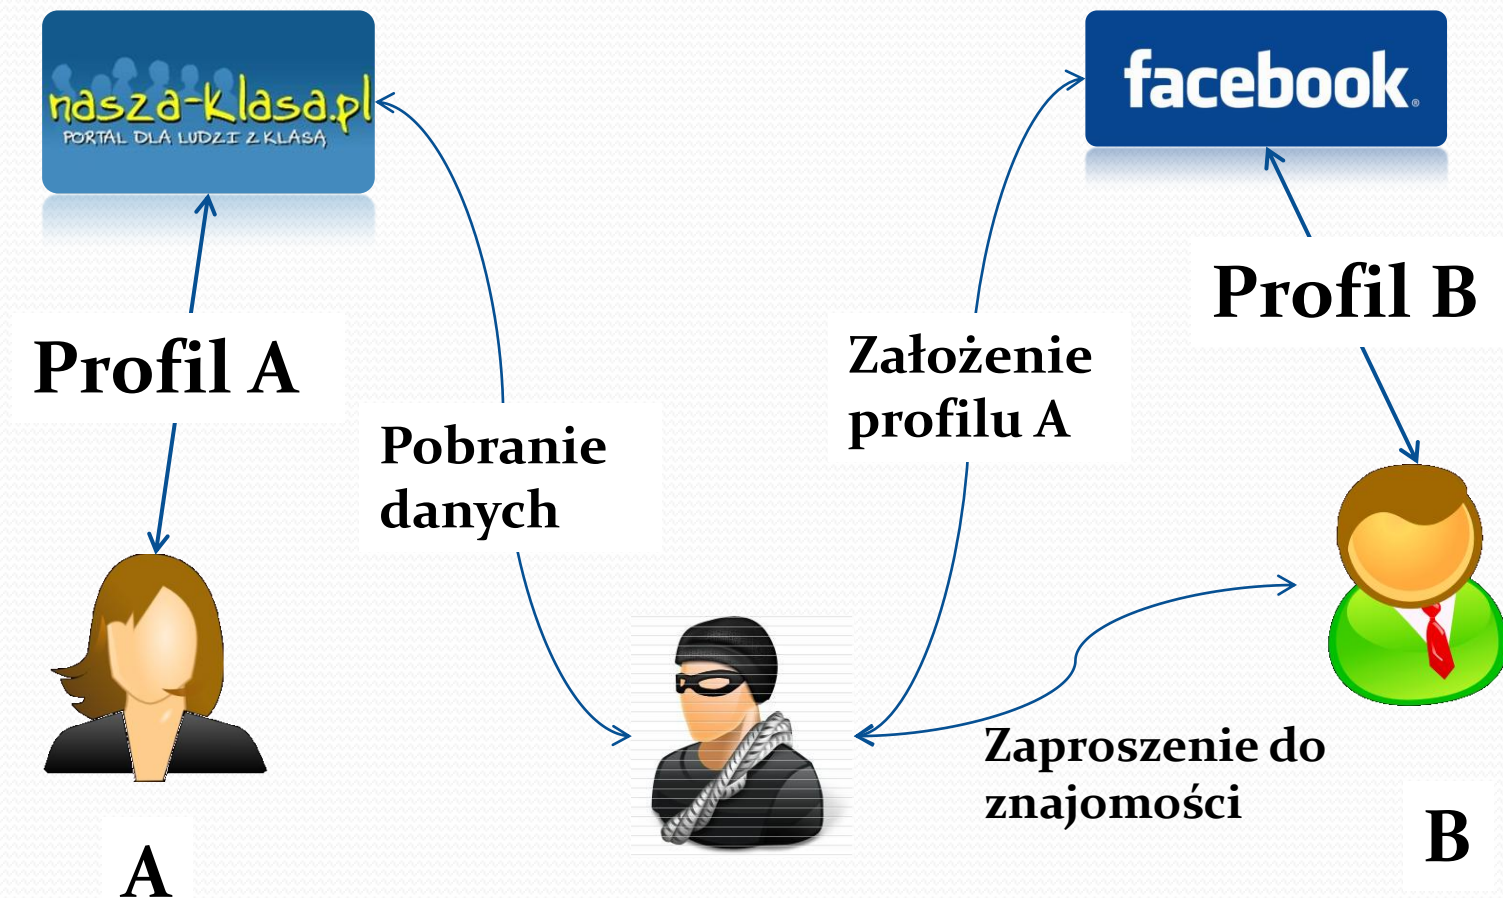 nasza-klasa.pl
PORTAL DLA LUDZI Z KLASĄ
facebook®
Profil B
Profil A
Założenie
profilu A
Pobranie
danych
Zaproszenie do
znajomości
B
A